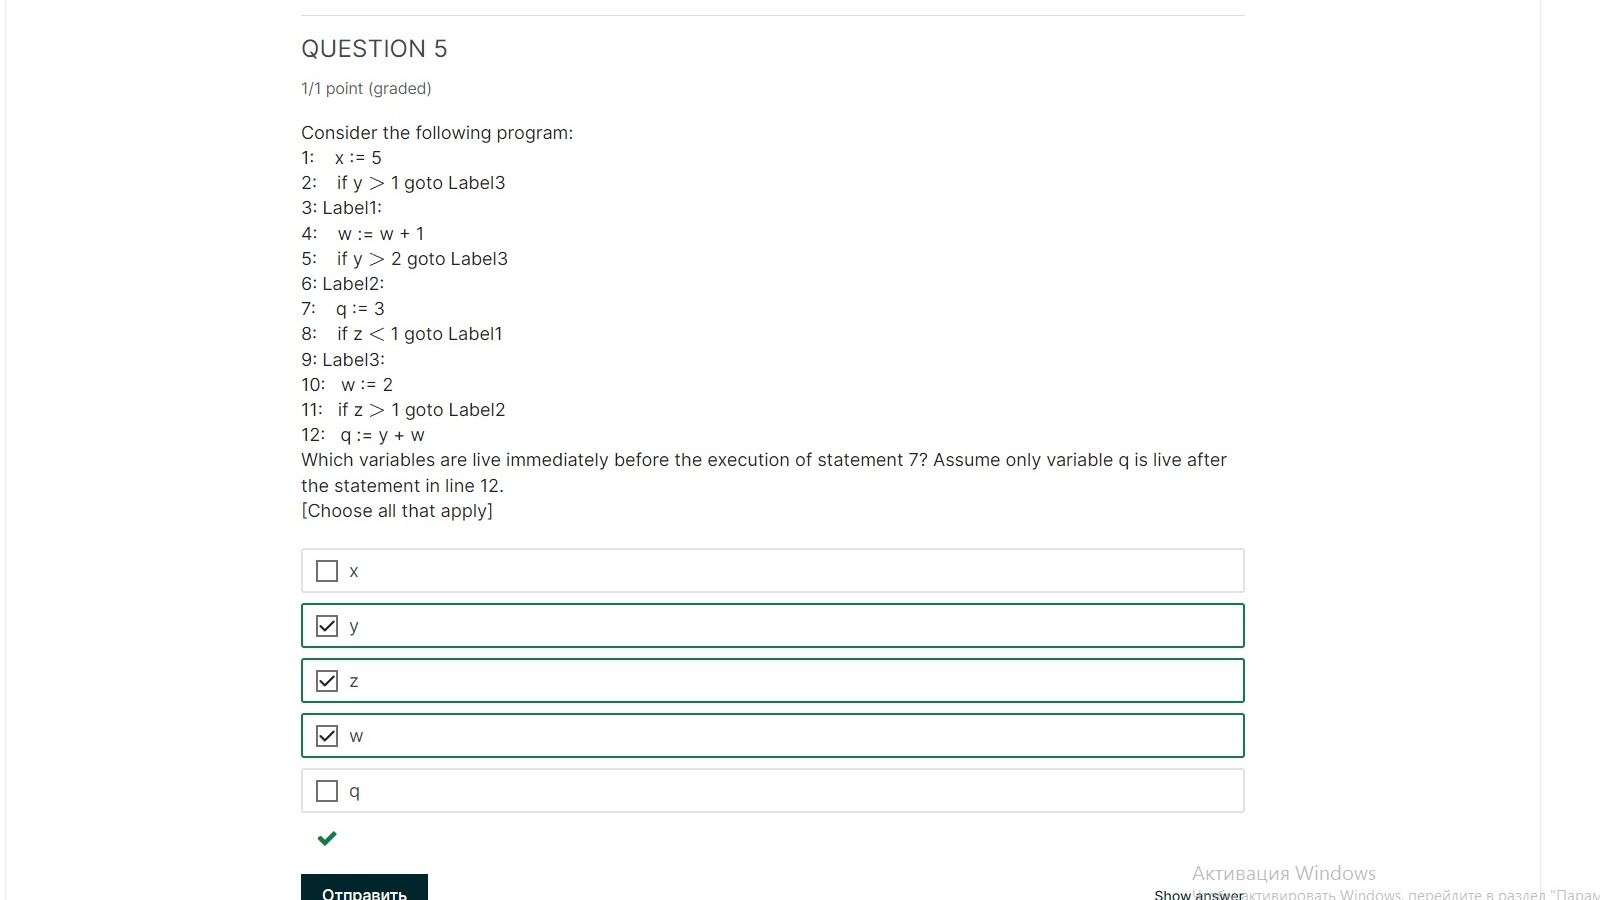 QUESTION 5
1/1 point (graded)
Consider the following program:
1: x := 5
2: if y > 1 goto Label3
3: Label1:
4: w := w + 1
5: if y > 2 goto Label3
6: Label2:
7: q := 3
8: if z < 1 goto Label1
9: Label3:
10: w := 2
11: if z > 1 goto Label2
12: q := y + w
Which variables are live immediately before the execution of statement 7? Assume only variable q is live after
the statement in line 12.
[Choose all that apply]
x
y
z
w
q
Активация Windows
Отправить
Show answer активировать Windows, перейдите в раздел "Парам